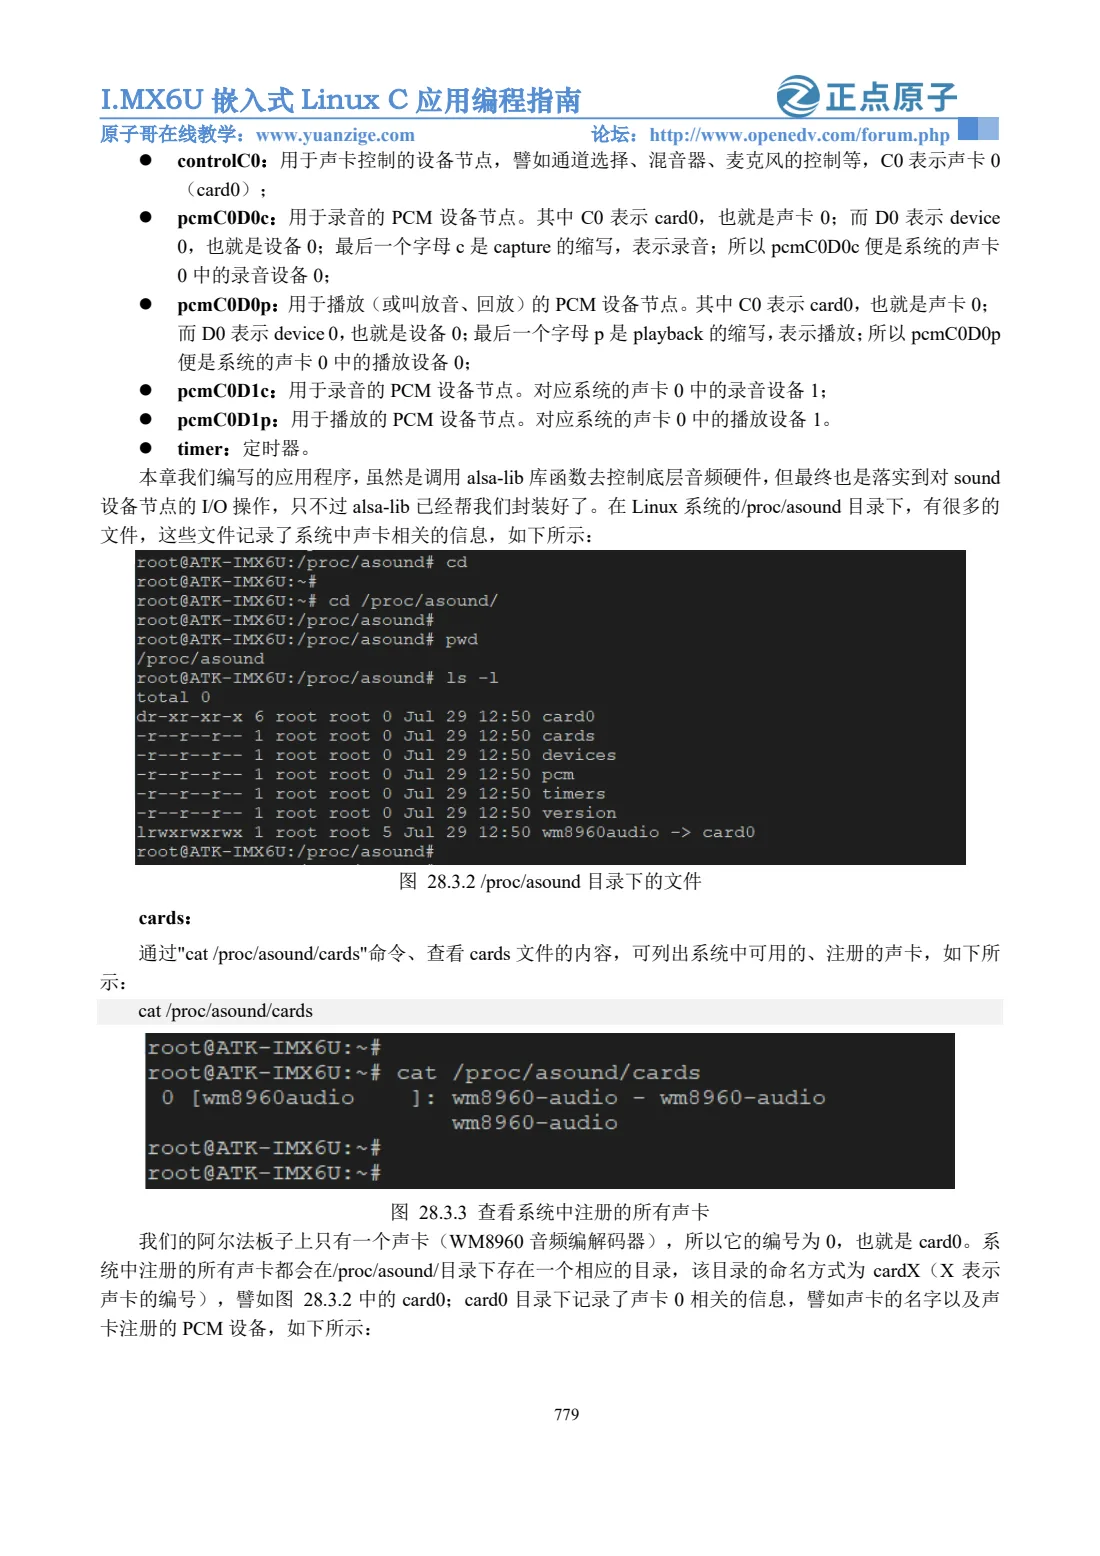 I.MX6U 嵌入式 Linux C 应用编程指南
正点原子
原子哥在线教学：www.yuanzige.com 论坛：http://www.openedv.com/forum.php
● controlC0：用于声卡控制的设备节点，譬如通道选择、混音器、麦克风的控制等，C0 表示声卡 0
（card0）；
● pcmC0D0c：用于录音的 PCM 设备节点。其中 C0 表示 card0，也就是声卡 0；而 D0 表示 device
0，也就是设备 0；最后一个字母 c 是 capture 的缩写，表示录音；所以 pcmC0D0c 便是系统的声卡
0 中的录音设备 0；
● pcmC0D0p：用于播放（或叫放音、回放）的 PCM 设备节点。其中 C0 表示 card0，也就是声卡 0；
而 D0 表示 device 0，也就是设备 0；最后一个字母 p 是 playback 的缩写，表示播放；所以 pcmC0D0p
便是系统的声卡 0 中的播放设备 0；
● pcmC0D1c：用于录音的 PCM 设备节点。对应系统的声卡 0 中的录音设备 1；
● pcmC0D1p：用于播放的 PCM 设备节点。对应系统的声卡 0 中的播放设备 1。
● timer：定时器。
本章我们编写的应用程序，虽然是调用 alsa-lib 库函数去控制底层音频硬件，但最终也是落实到对 sound
设备节点的 I/O 操作，只不过 alsa-lib 已经帮我们封装好了。在 Linux 系统的/proc/asound 目录下，有很多的
文件，这些文件记录了系统中声卡相关的信息，如下所示：
root@ATK-IMX6U:/proc/asound# cd
root@ATK-IMX6U:~#
root@ATK-IMX6U:~# cd /proc/asound/
root@ATK-IMX6U:/proc/asound#
root@ATK-IMX6U:/proc/asound# pwd
/proc/asound
root@ATK-IMX6U:/proc/asound# ls -l
total 0
dr-xr-xr-x 6 root root 0 Jul 29 12:50 card0
-r--r--r-- 1 root root 0 Jul 29 12:50 cards
-r--r--r-- 1 root root 0 Jul 29 12:50 devices
-r--r--r-- 1 root root 0 Jul 29 12:50 pcm
-r--r--r-- 1 root root 0 Jul 29 12:50 timers
-r--r--r-- 1 root root 0 Jul 29 12:50 version
lrwxrwxrwx 1 root root 5 Jul 29 12:50 wm8960audio -> card0
root@ATK-IMX6U:/proc/asound#
图 28.3.2 /proc/asound 目录下的文件
cards：
通过"cat /proc/asound/cards"命令、查看 cards 文件的内容，可列出系统中可用的、注册的声卡，如下所
示：
cat /proc/asound/cards
root@ATK-IMX6U:~#
root@ATK-IMX6U:~# cat /proc/asound/cards
0 [wm8960audio ]: wm8960-audio - wm8960-audio
wm8960-audio
root@ATK-IMX6U:~#
root@ATK-IMX6U:~#
图 28.3.3 查看系统中注册的所有声卡
我们的阿尔法板子上只有一个声卡（WM8960 音频编解码器），所以它的编号为 0，也就是 card0。系
统中注册的所有声卡都会在/proc/asound/目录下存在一个相应的目录，该目录的命名方式为 cardX（X 表示
声卡的编号），譬如图 28.3.2 中的 card0；card0 目录下记录了声卡 0 相关的信息，譬如声卡的名字以及声
卡注册的 PCM 设备，如下所示：
779